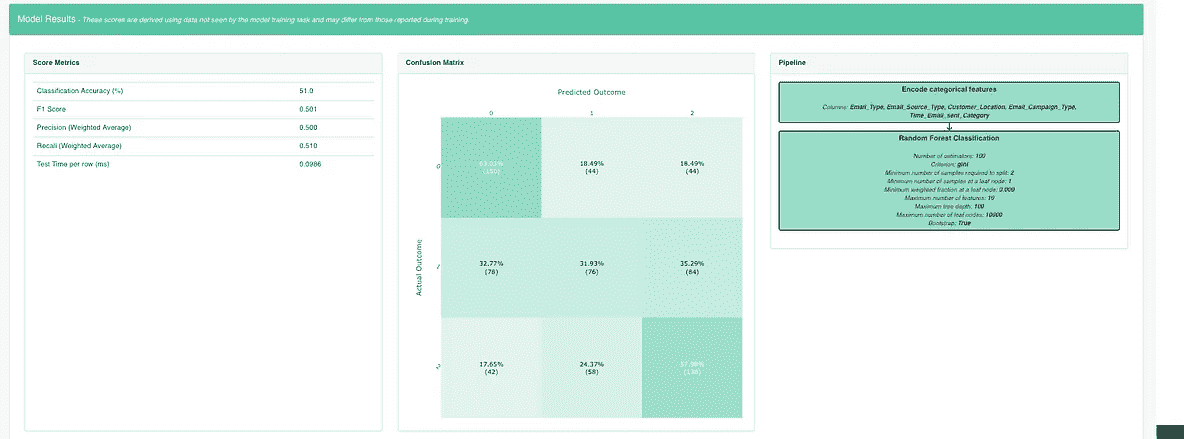 Model Results - These scores are derived using data not seen by the model training task and may differ from those reported during training.
Score Metrics
Classification Accuracy (%) 51.0
F1 Score 0.501
Precision (Weighted Average) 0.500
Recall (Weighted Average) 0.510
Test Time per row (ms) 0.0986
Confusion Matrix
Predicted Outcome
0 1 2
Actual Outcome
0
63.03%
(150)
18.49%
(44)
18.49%
(44)
1
32.77%
(78)
31.93%
(76)
35.29%
(84)
2
17.65%
(42)
24.37%
(58)
57.98%
(138)
Pipeline
Encode categorical features
Columns: Email_Type, Email_Source_Type, Customer_Location, Email_Campaign_Type,
Time_Email_sent_Category
Random Forest Classification
Number of estimators: 100
Criterion: gini
Minimum number of samples required to split: 2
Minimum number of samples at a leaf node: 1
Minimum weighted fraction at a leaf node: 0.000
Maximum number of features: 10
Maximum tree depth: 100
Maximum number of leaf nodes: 10000
Bootstrap: True